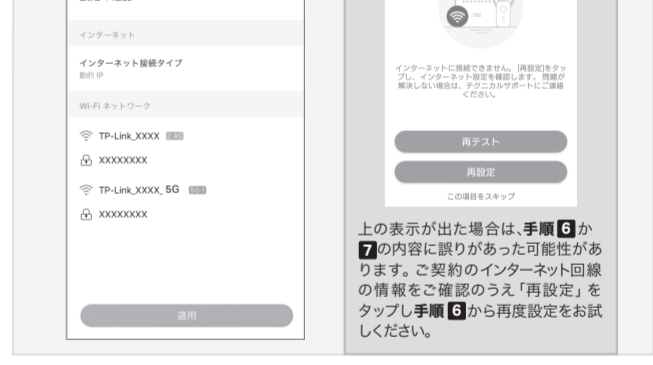 インターネット
インターネット接続タイプ
動的 IP
Wi-Fi ネットワーク
TP-Link_XXXX 2.4G
XXXXXXXX
TP-Link_XXXX_ 5G 5G-1
XXXXXXXX
適用
インターネットに接続できません。 [再設定]をタッ
プし、インターネット設定を確認します。 問題が
解決しない場合は、テクニカルサポートにご連絡
ください。
再テスト
再設定
この項目をスキップ
上の表示が出た場合は、手順6か
7の内容に誤りがあった可能性があ
ります。ご契約のインターネット回線
の情報をご確認のうえ「再設定」を
タップし手順6から再度設定をお試
しください。